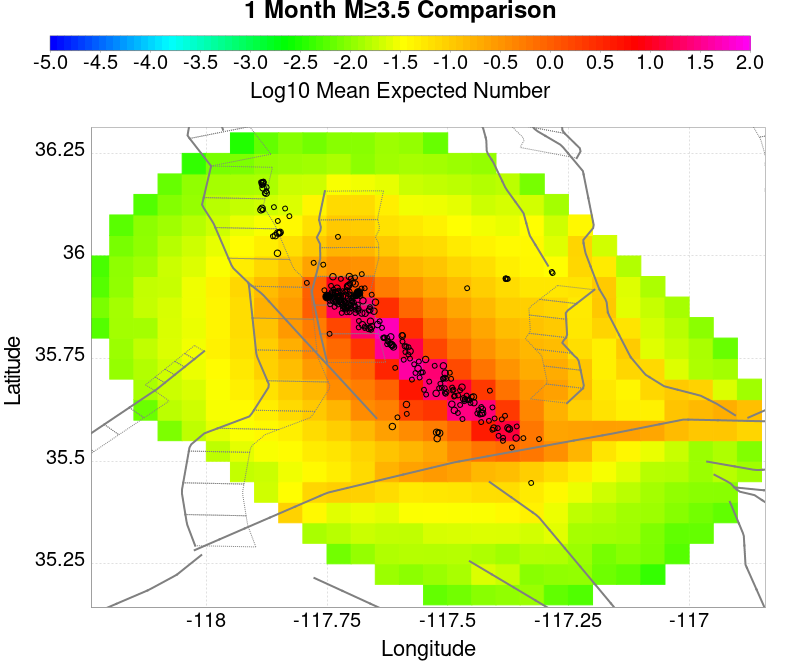 1 Month M≥3.5 Comparison
-5.0 -4.5 -4.0 -3.5 -3.0 -2.5 -2.0 -1.5 -1.0 -0.5 0.0 0.5 1.0 1.5 2.0
Log10 Mean Expected Number
36.25
36
35.75
35.5
35.25
Latitude
-118 -117.75 -117.5 -117.25 -117
Longitude